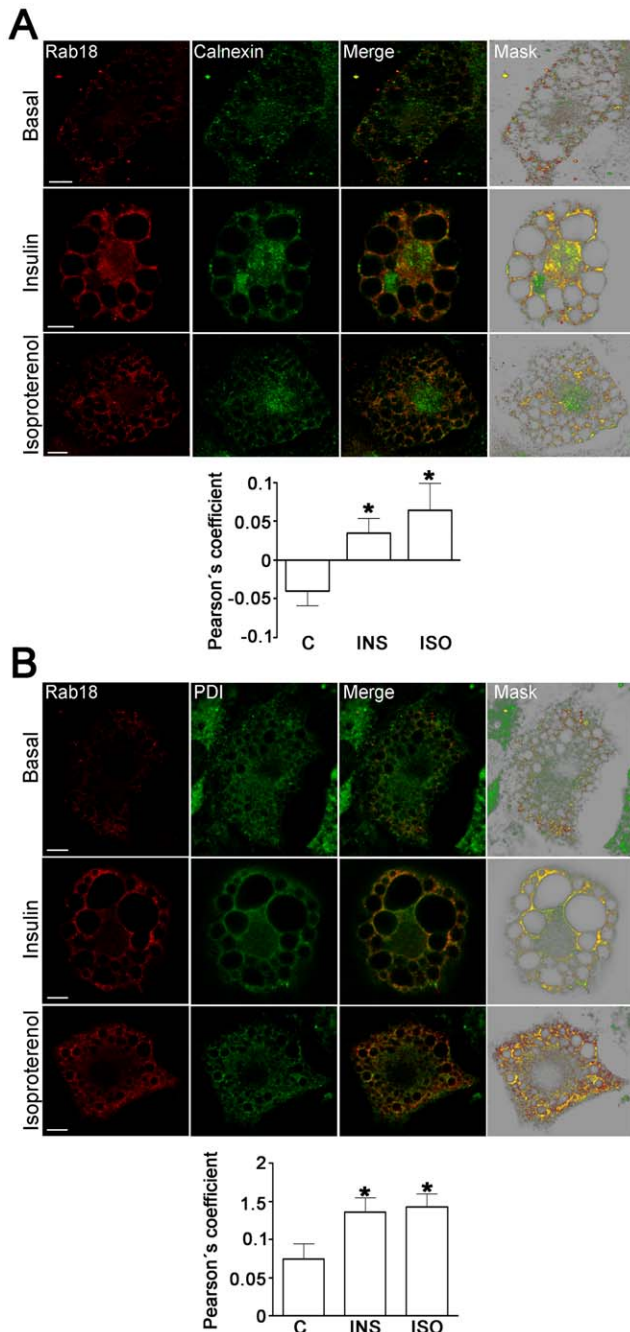 A
Rab18 Calnexin Merge Mask
Basal
Insulin
Isoproterenol
Pearson´s coefficient
0.1
0.05
0
-0.05
-0.1
* *
C INS ISO
B
Rab18 PDI Merge Mask
Basal
Insulin
Isoproterenol
Pearson´s coefficient
2
1.5
0.1
0.05
0
* *
C INS ISO